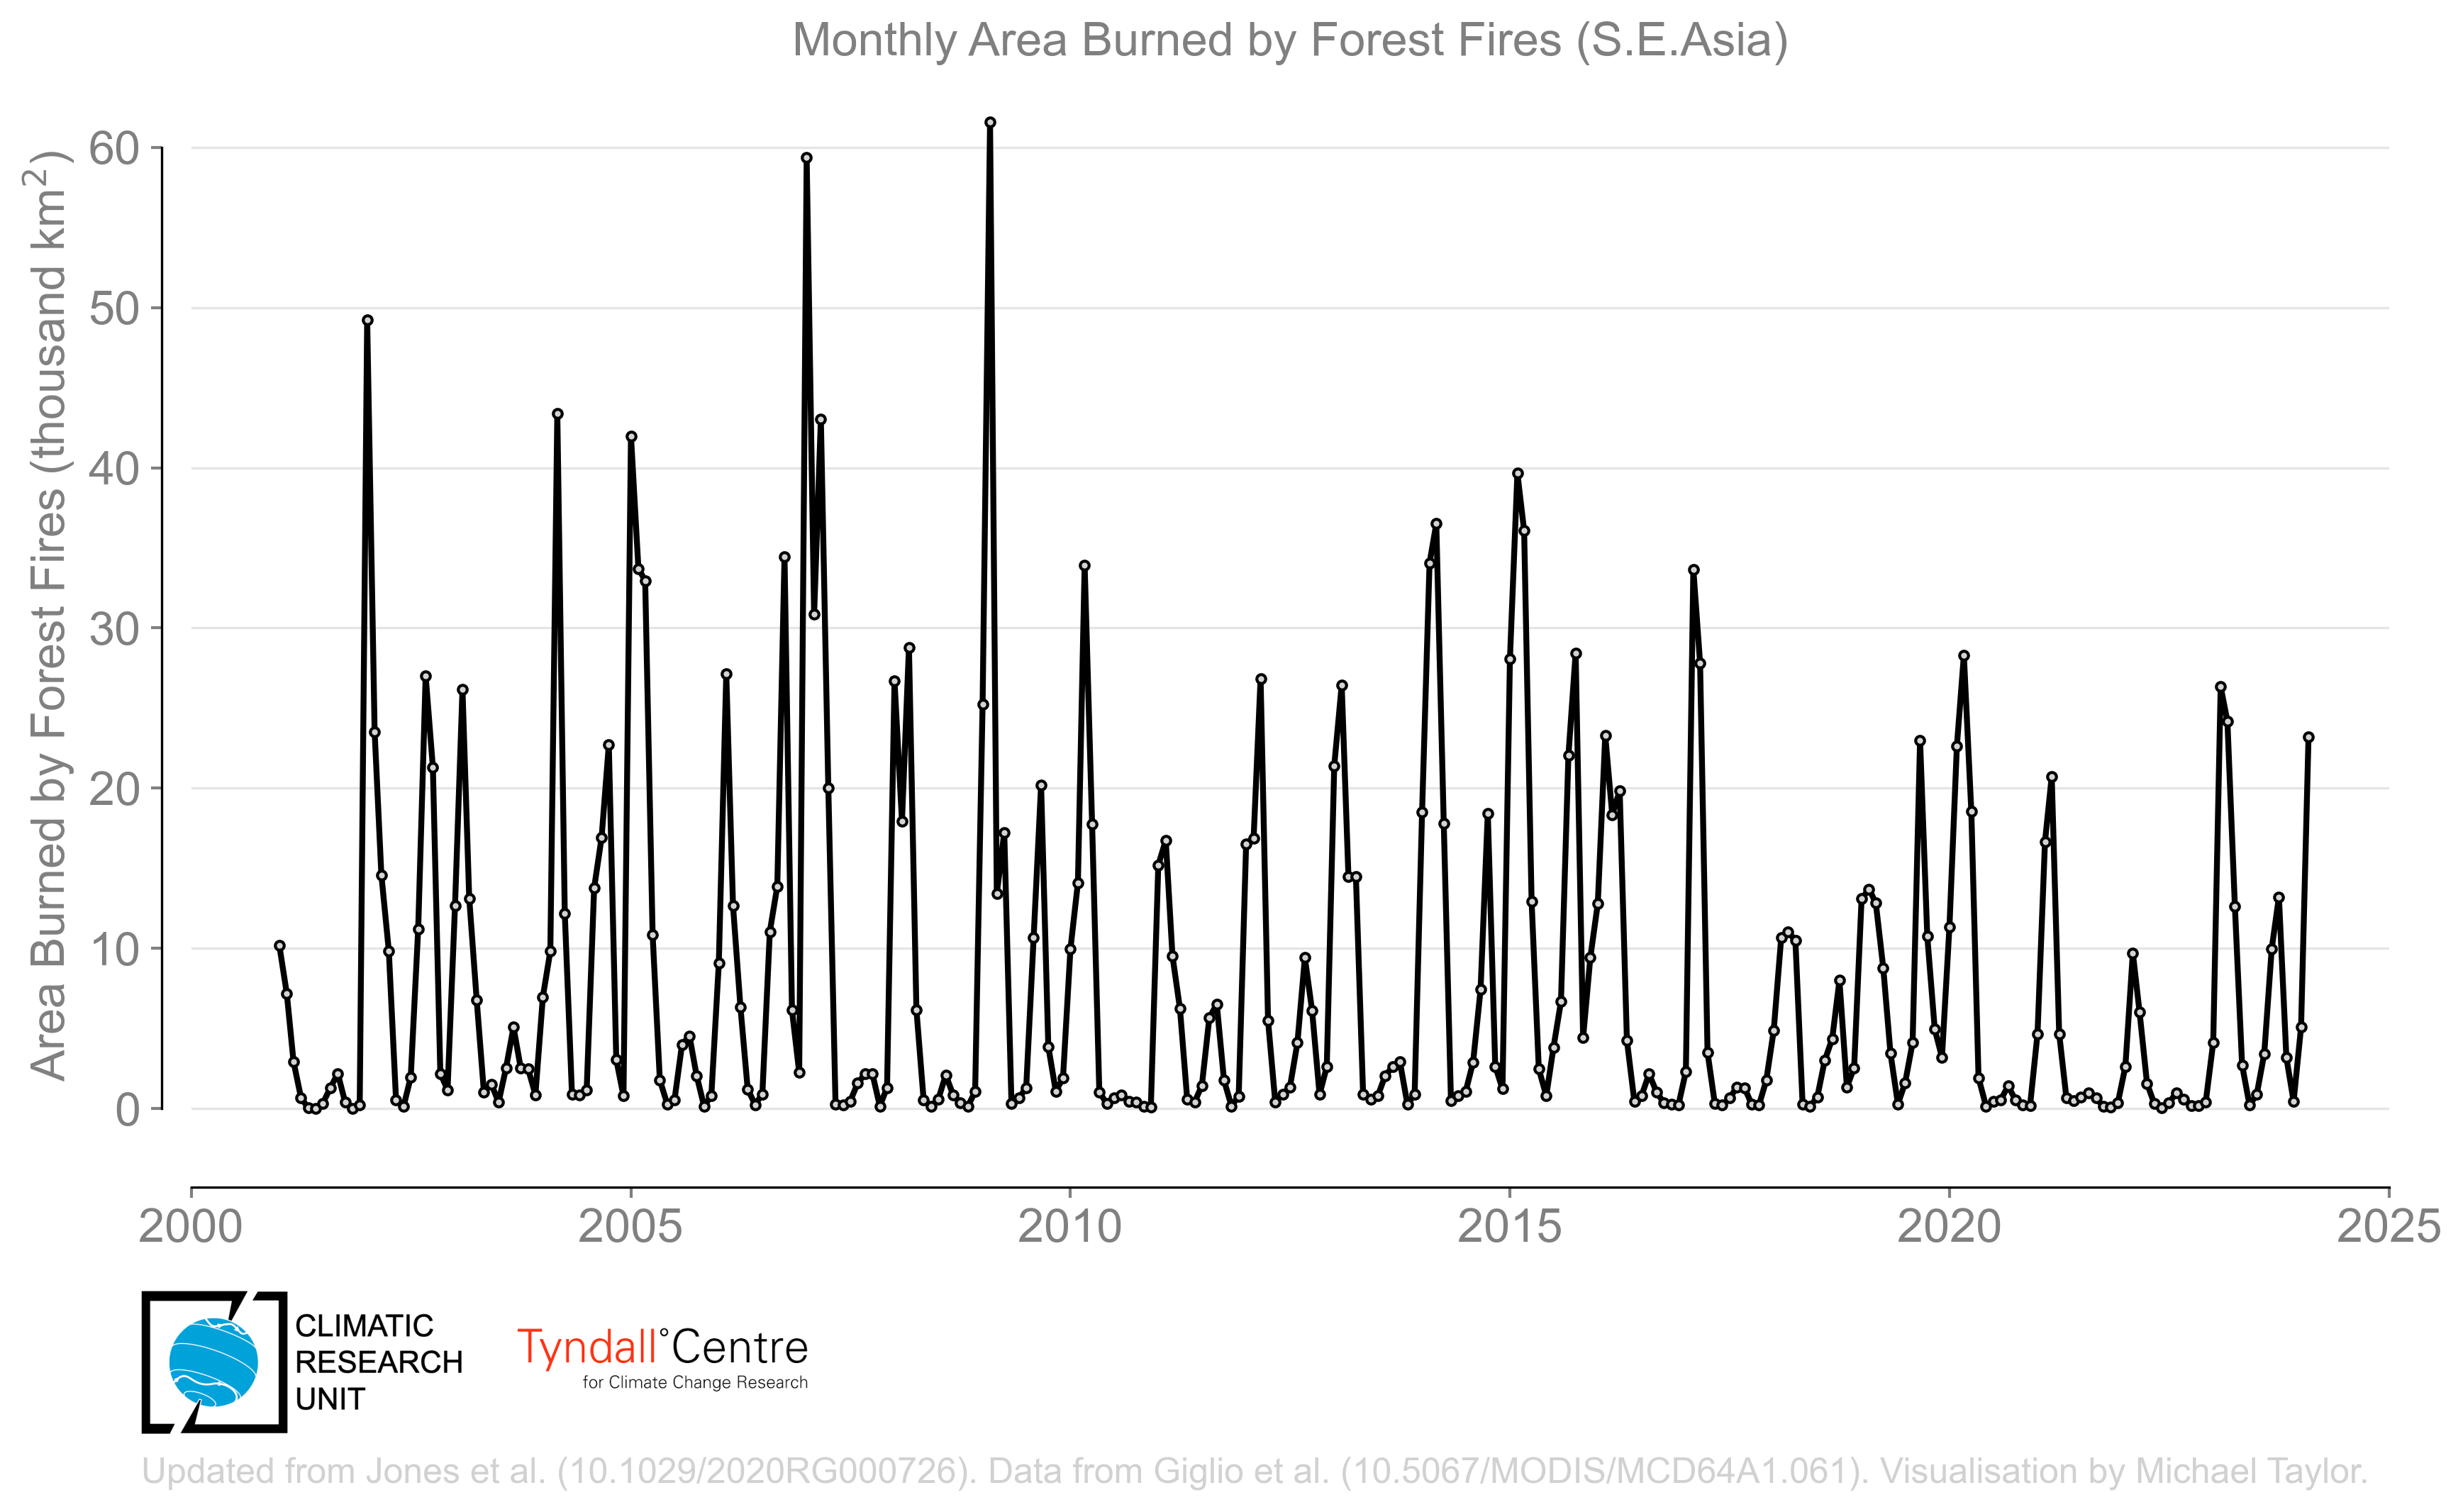 Monthly Area Burned by Forest Fires (S.E.Asia)
Area Burned by Forest Fires (thousand km²)
60
50
40
30
20
10
0
2000 2005 2010 2015 2020 2025
CLIMATIC
RESEARCH
UNIT
Tyndall°Centre
for Climate Change Research
Updated from Jones et al. (10.1029/2020RG000726). Data from Giglio et al. (10.5067/MODIS/MCD64A1.061). Visualisation by Michael Taylor.